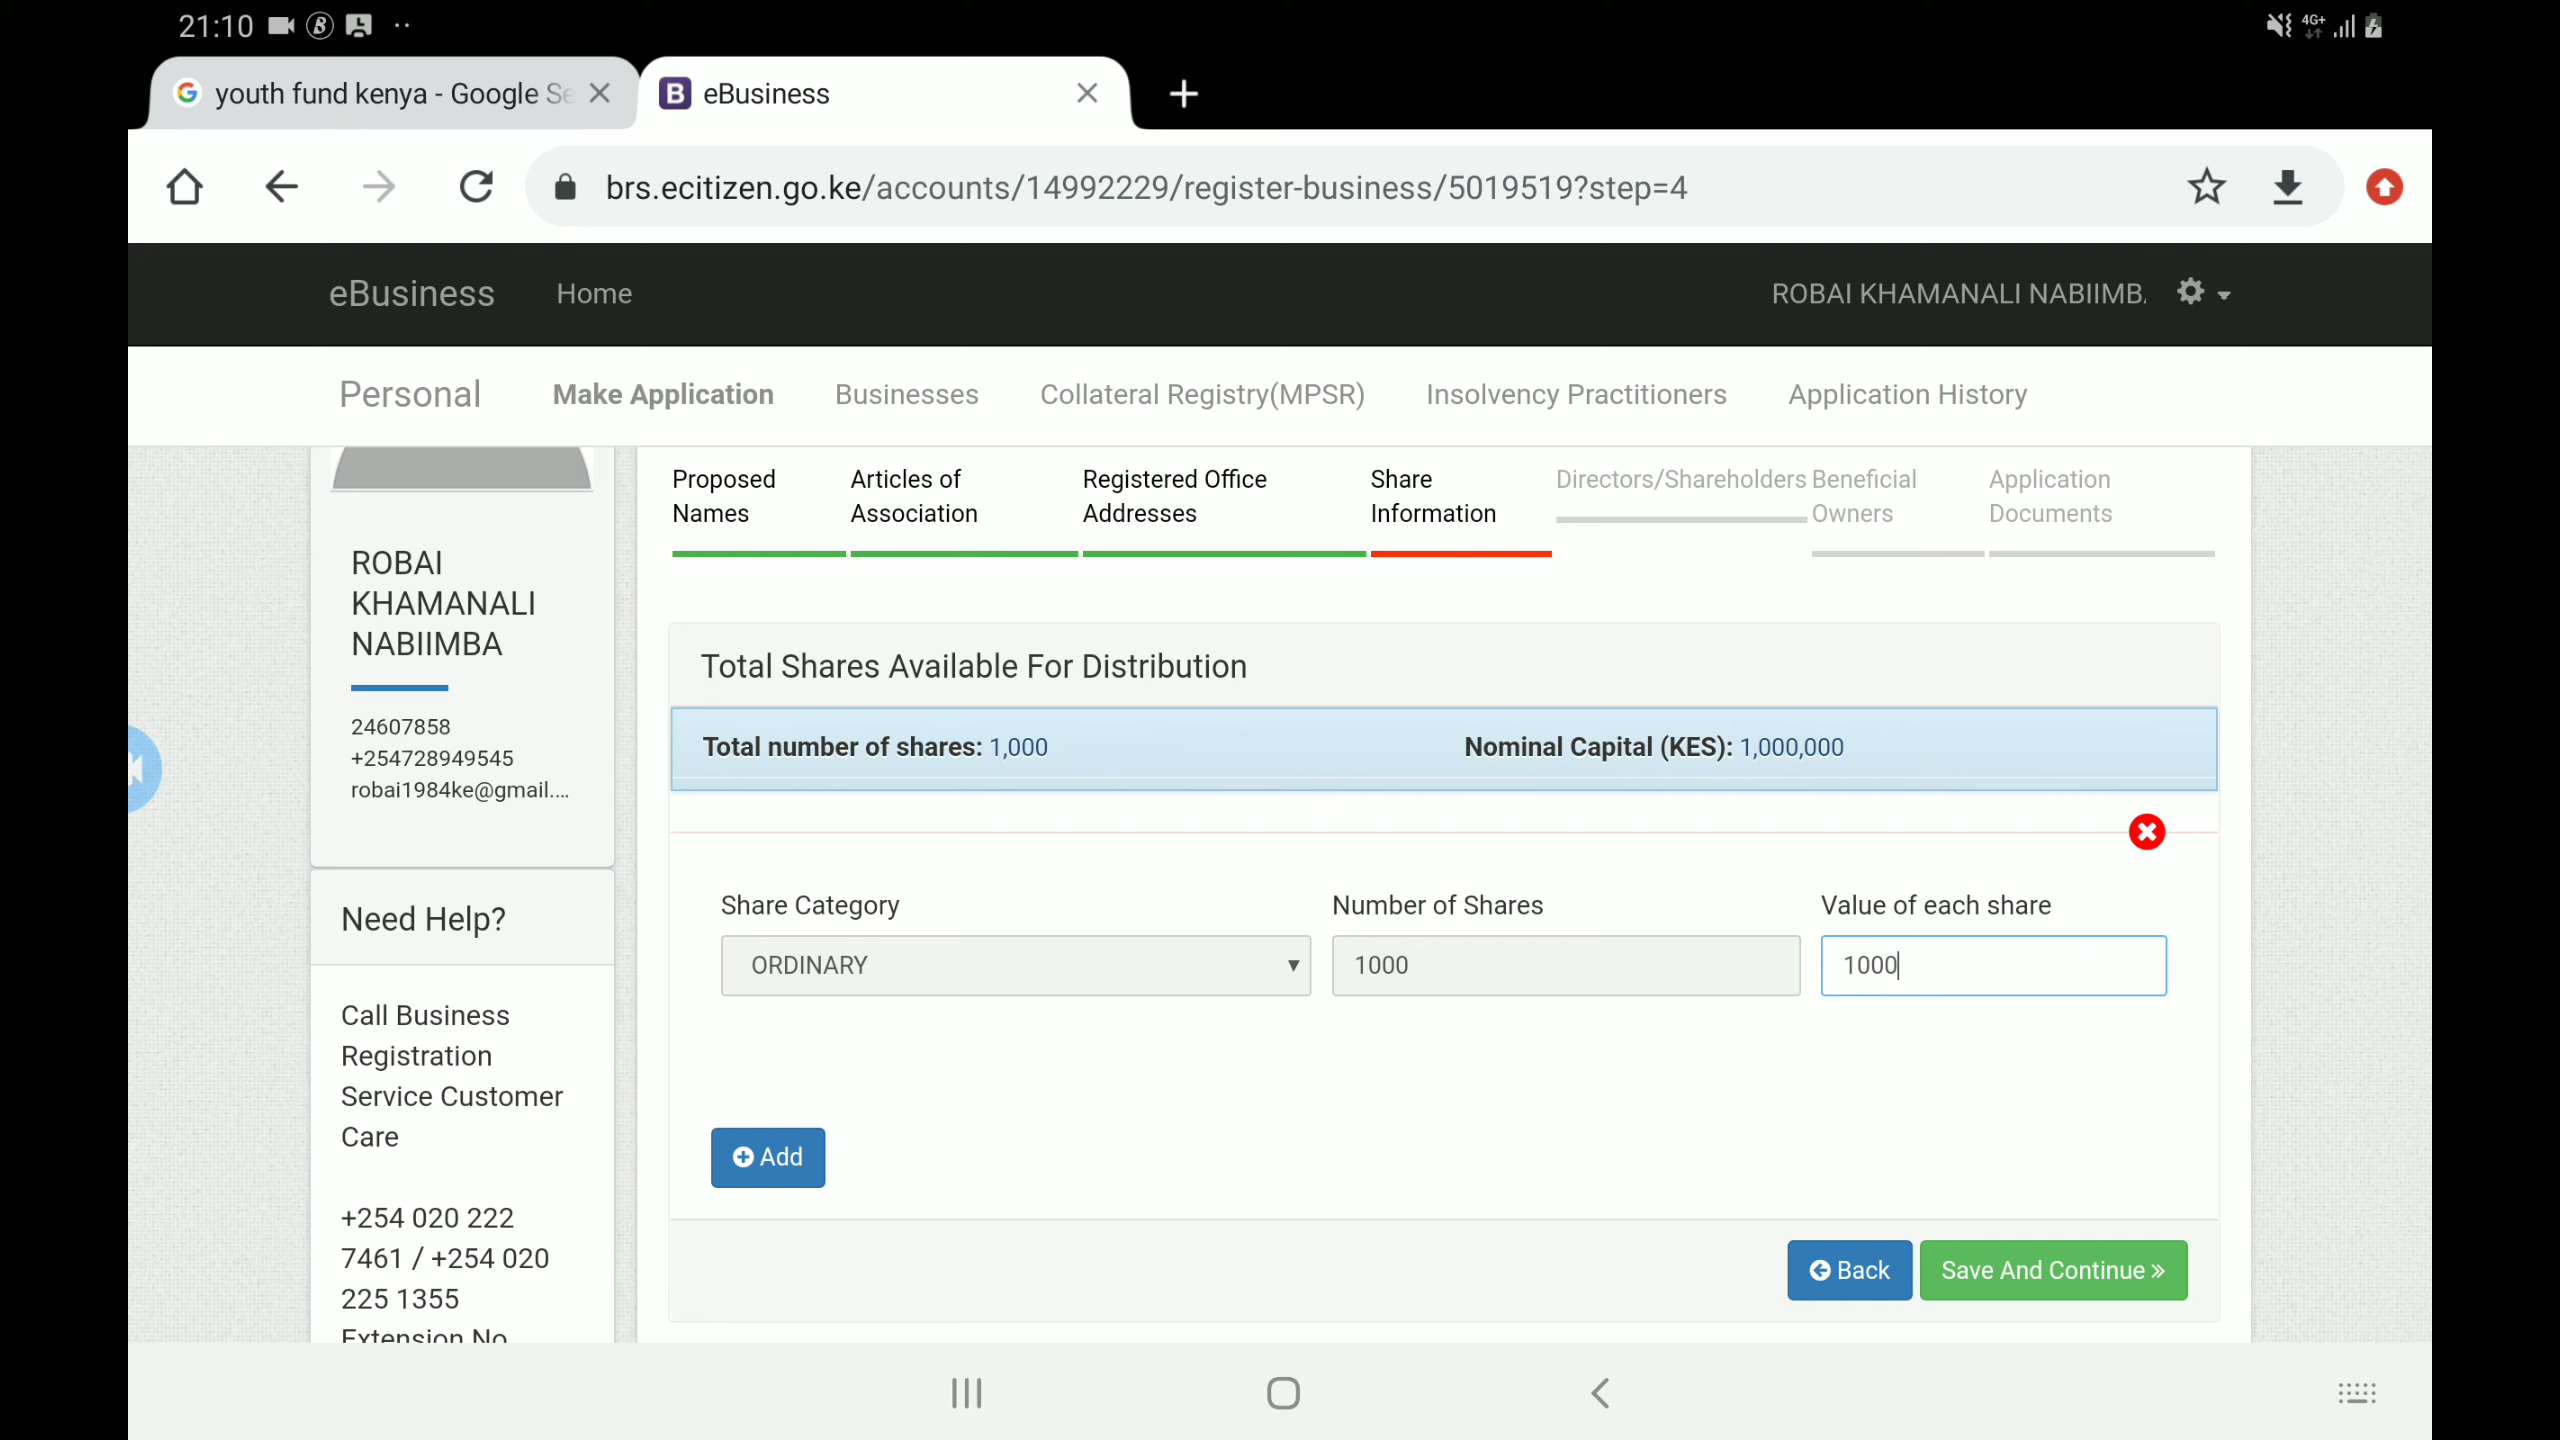 21:10
4G+
youth fund kenya - Google Se
eBusiness
brs.ecitizen.go.ke/accounts/14992229/register-business/5019519?step=4
eBusiness
Home
ROBAI KHAMANALI NABIIMB
Personal
Make Application
Businesses
Collateral Registry(MPSR)
Insolvency Practitioners
Application History
Proposed
Names
Articles of
Association
Registered Office
Addresses
Share
Information
Directors/Shareholders
Beneficial
Owners
Application
Documents
ROBAI
KHAMANALI
NABIIMBA
24607858
+254728949545
robai1984ke@gmail....
Need Help?
Call Business
Registration
Service Customer
Care
+254 020 222
7461 / +254 020
225 1355
Extension No
Total Shares Available For Distribution
Total number of shares: 1,000
Nominal Capital (KES): 1,000,000
Share Category
Number of Shares
Value of each share
ORDINARY
1000
1000
Add
Back
Save And Continue »